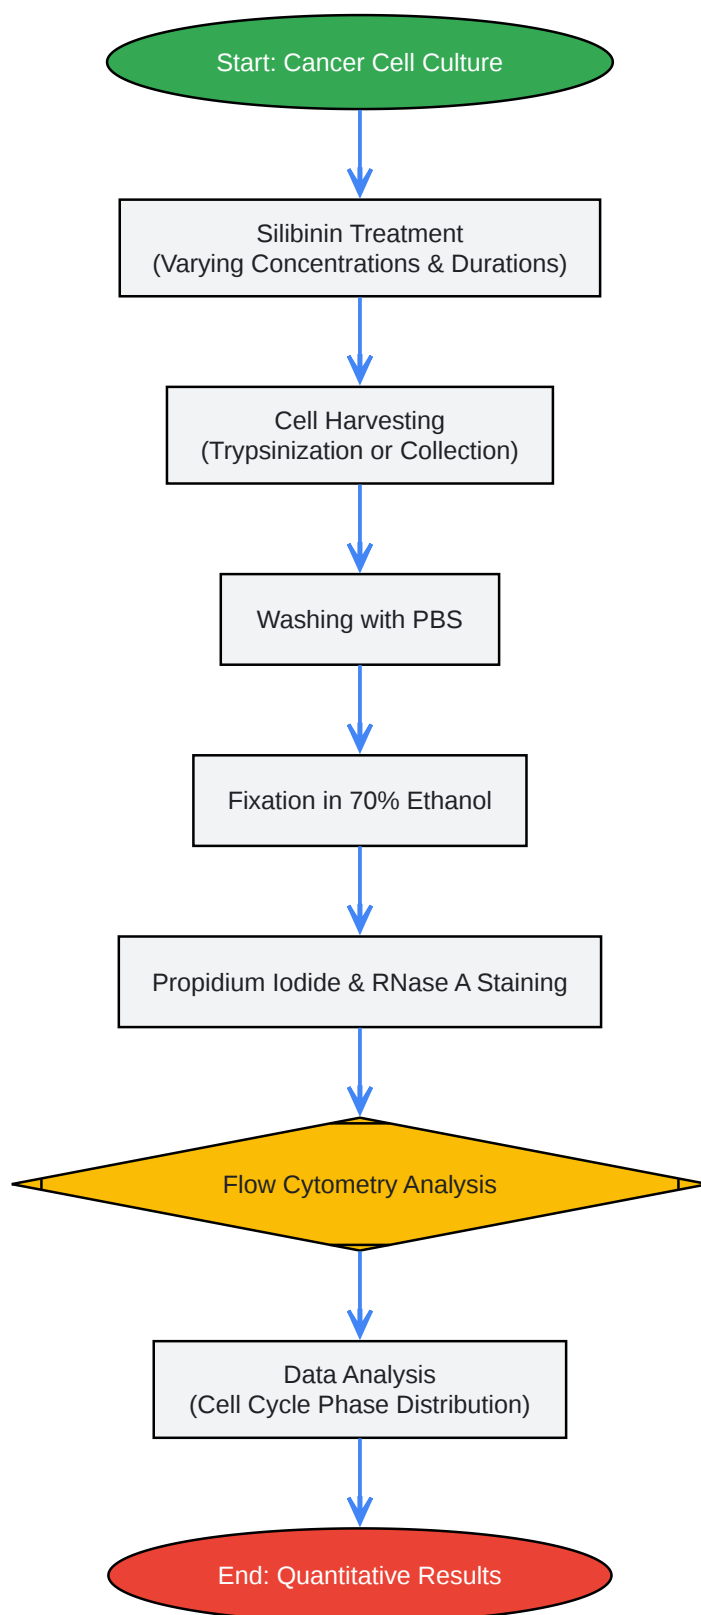 Start: Cancer Cell Culture
Silibinin Treatment
(Varying Concentrations & Durations)
Cell Harvesting
(Trypsinization or Collection)
Washing with PBS
Fixation in 70% Ethanol
Propidium Iodide & RNase A Staining
Flow Cytometry Analysis
Data Analysis
(Cell Cycle Phase Distribution)
End: Quantitative Results